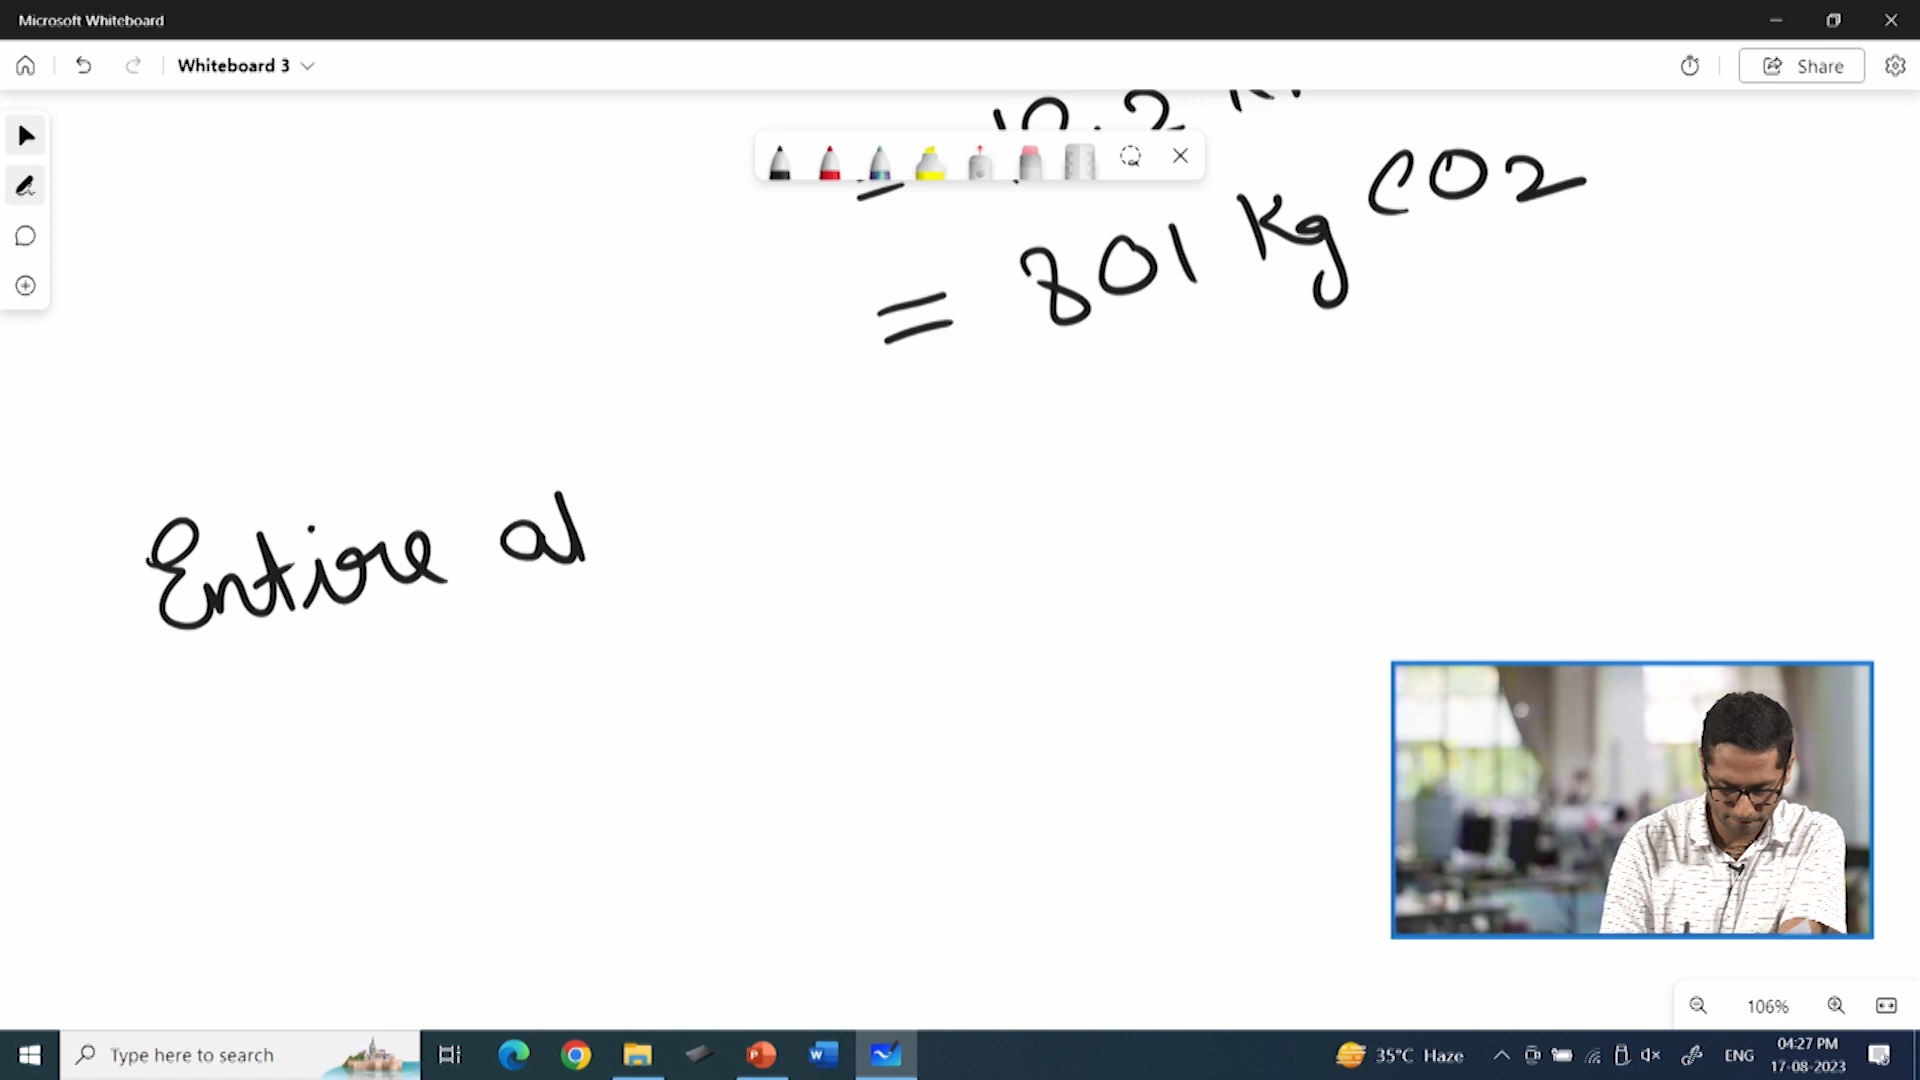 Microsoft Whiteboard
Whiteboard 3
Share
= 801 Kg CO2
Entire al
106%
Type here to search
35°C Haze
ENG
04:27 PM
17-08-2023